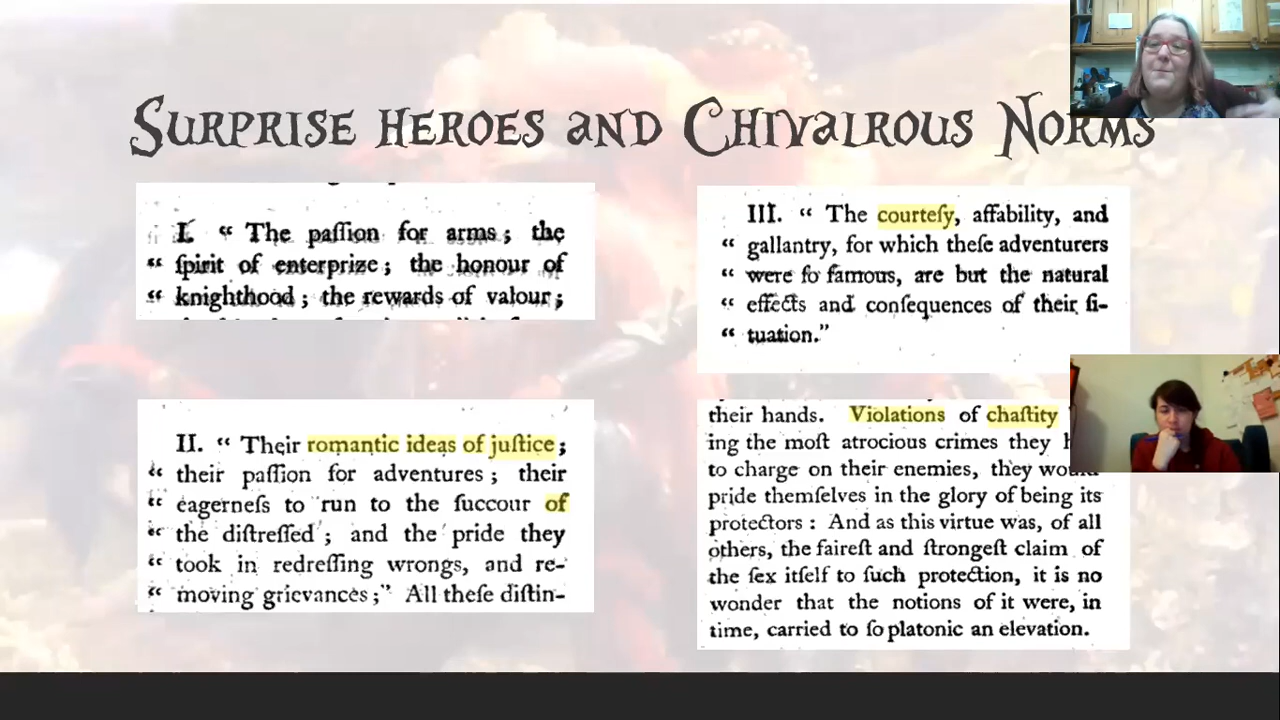 Surprise heroes and Chivalrous Norms
I. “ The paſſion for arms; the
“ ſpirit of enterprize; the honour of
“ knighthood; the rewards of valour;
II. “ Their romantic ideas of juſtice;
“ their paſſion for adventures; their
“ eagerneſs to run to the ſuccour of
“ the diſtreſſed; and the pride they
“ took in redreſſing wrongs, and re-
“ moving grievances;” All theſe diſtin-
III. “ The courteſy, affability, and
“ gallantry, for which theſe adventurers
“ were ſo famous, are but the natural
“ effects and conſequences of their ſi-
“ tuation.”
their hands. Violations of chaſtity
ing the moſt atrocious crimes they
to charge on their enemies, they would
pride themſelves in the glory of being its
protectors: And as this virtue was, of all
others, the faireſt and ſtrongeſt claim of
the ſex itſelf to ſuch protection, it is no
wonder that the notions of it were, in
time, carried to ſo platonic an elevation.